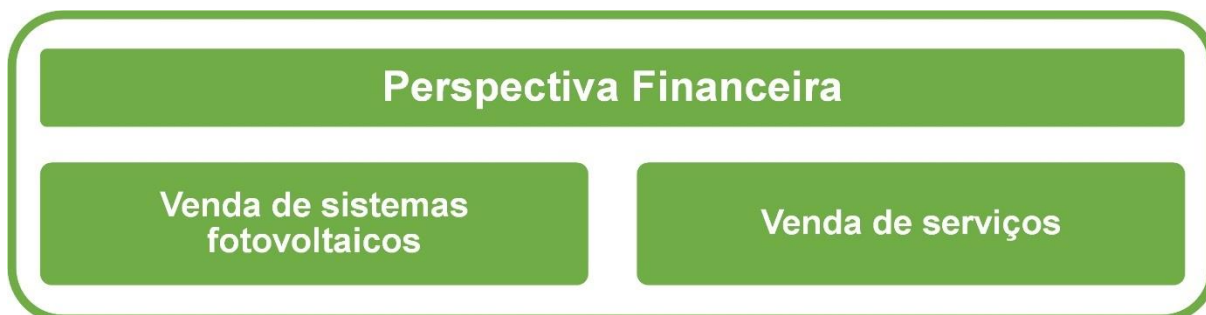 Perspectiva Financeira
Venda de sistemas
fotovoltaicos
Venda de serviços